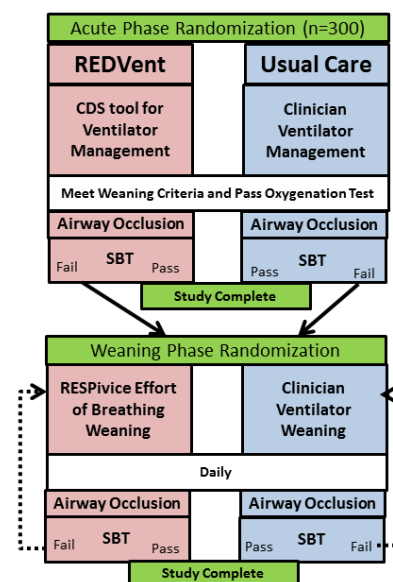 Acute Phase Randomization (n=300)
REDVent
Usual Care
CDS tool for
Ventilator
Management
Clinician
Ventilator
Management
Meet Weaning Criteria and Pass Oxygenation Test
Airway Occlusion
Airway Occlusion
Fail SBT Pass
Pass SBT Fail
Study Complete
Weaning Phase Randomization
RESPivice Effort
of Breathing
Weaning
Clinician
Ventilator
Weaning
Daily
Airway Occlusion
Airway Occlusion
Fail SBT Pass
Pass SBT Fail
Study Complete